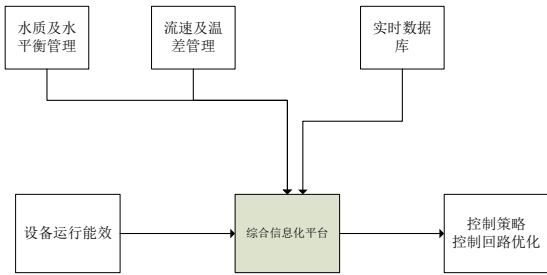 水质及水
平衡管理
流速及温
差管理
实时数据
库
设备运行能效
综合信息化平台
控制策略
控制回路优化